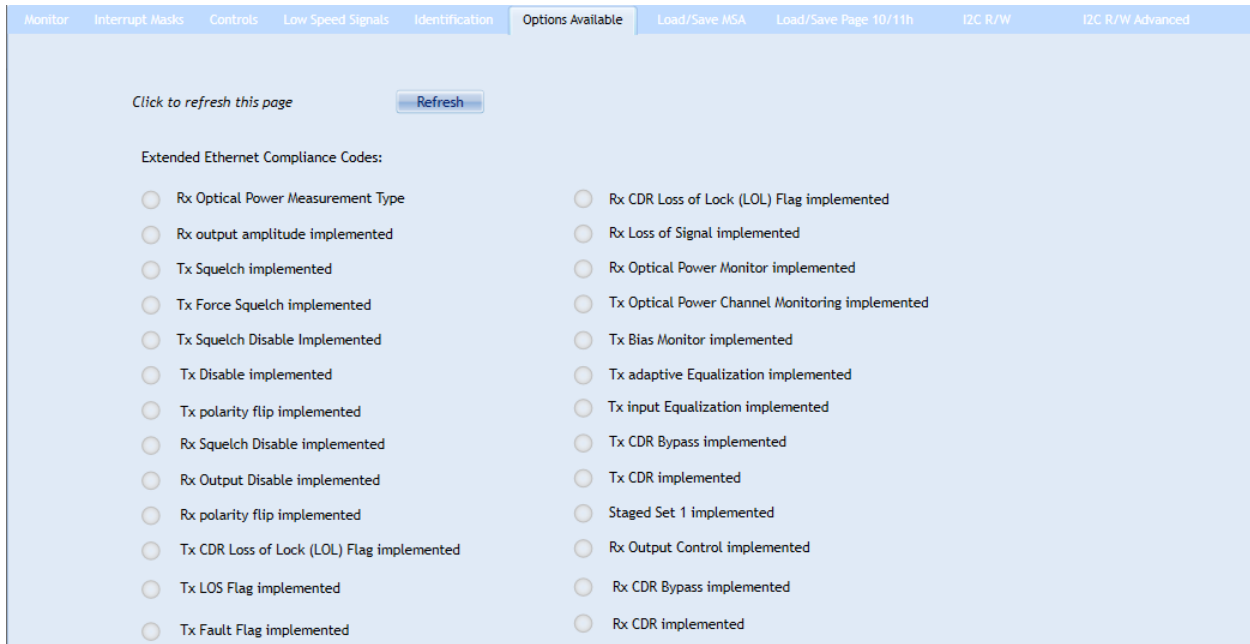 Monitor Interrupt Masks Controls Low Speed Signals Identification Options Available Load/Save MSA Load/Save Page 10/11h I2C R/W I2C R/W Advanced
Click to refresh this page Refresh
Extended Ethernet Compliance Codes:
Rx Optical Power Measurement Type
Rx output amplitude implemented
Tx Squelch implemented
Tx Force Squelch implemented
Tx Squelch Disable Implemented
Tx Disable implemented
Tx polarity flip implemented
Rx Squelch Disable implemented
Rx Output Disable implemented
Rx polarity flip implemented
Tx CDR Loss of Lock (LOL) Flag implemented
Tx LOS Flag implemented
Tx Fault Flag implemented
Rx CDR Loss of Lock (LOL) Flag implemented
Rx Loss of Signal implemented
Rx Optical Power Monitor implemented
Tx Optical Power Channel Monitoring implemented
Tx Bias Monitor implemented
Tx adaptive Equalization implemented
Tx input Equalization implemented
Tx CDR Bypass implemented
Tx CDR implemented
Staged Set 1 implemented
Rx Output Control implemented
Rx CDR Bypass implemented
Rx CDR implemented